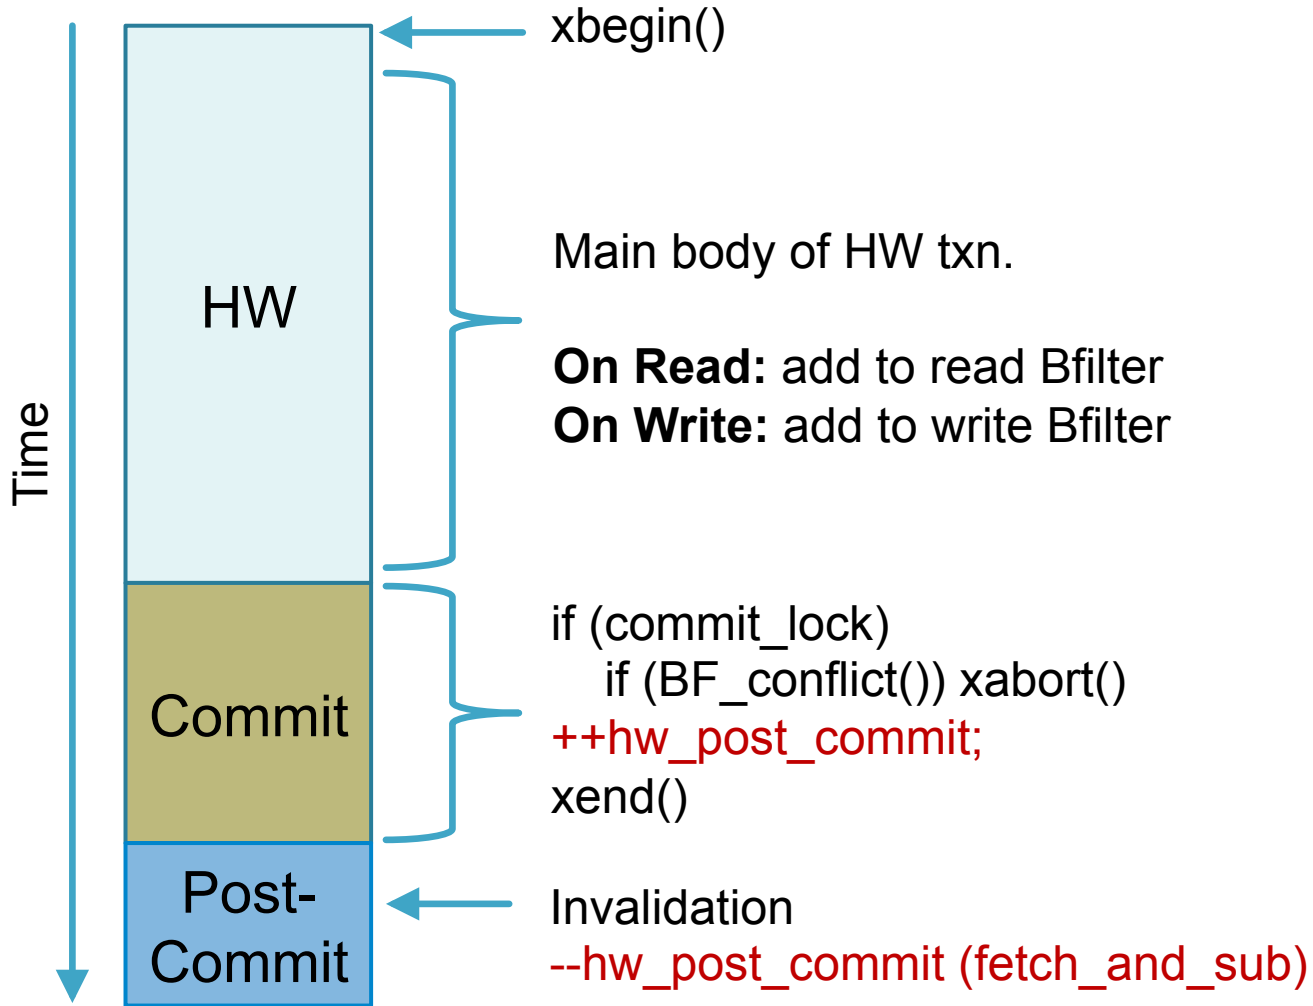 xbegin()
HW
Main body of HW txn.
On Read: add to read Bfilter
On Write: add to write Bfilter
Time
Commit
if (commit_lock)
if (BF_conflict()) xabort()
++hw_post_commit;
xend()
Post-
Commit
Invalidation
--hw_post_commit (fetch_and_sub)